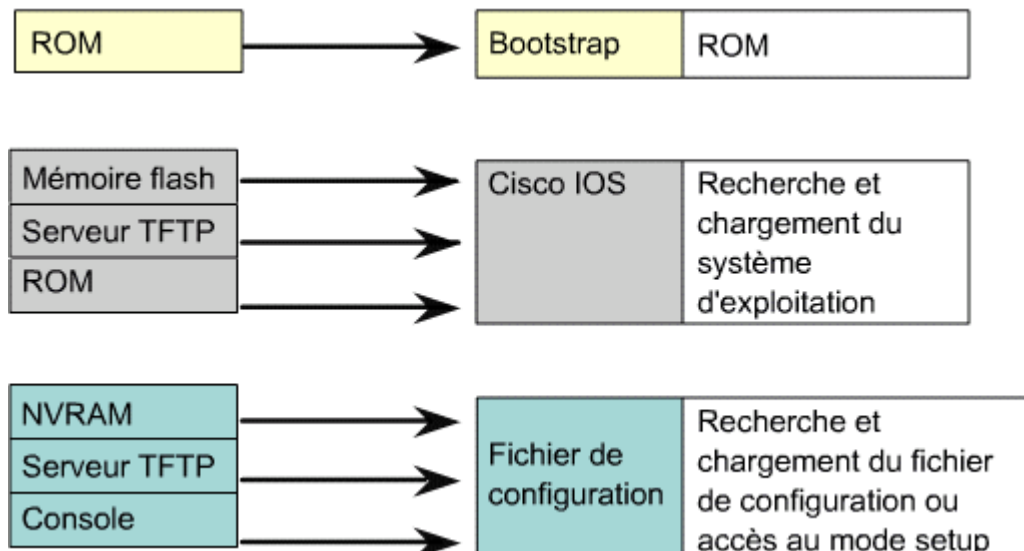 ROM
Bootstrap
ROM
Mémoire flash
Serveur TFTP
ROM
Cisco IOS
Recherche et
chargement du
système
d'exploitation
NVRAM
Serveur TFTP
Console
Fichier de
configuration
Recherche et
chargement du fichier
de configuration ou
accès au mode setup